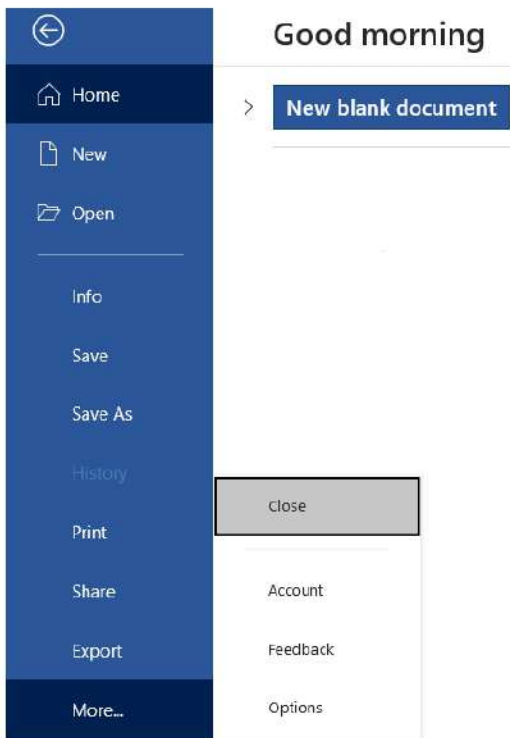 Good morning
Home
New blank document
New
Open
Info
Save
Save As
History
Print
Share
Export
More...
Close
Account
Feedback
Options